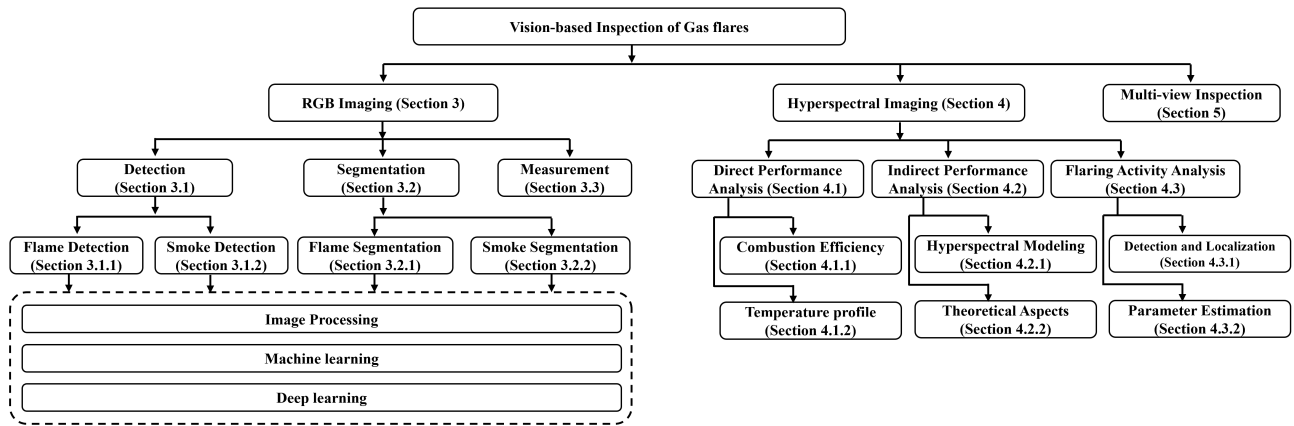 Vision-based Inspection of Gas flares
RGB Imaging (Section 3)
Hyperspectral Imaging (Section 4)
Multi-view Inspection
(Section 5)
Detection
(Section 3.1)
Segmentation
(Section 3.2)
Measurement
(Section 3.3)
Direct Performance
Analysis (Section 4.1)
Indirect Performance
Analysis (Section 4.2)
Flaring Activity Analysis
(Section 4.3)
Flame Detection
(Section 3.1.1)
Smoke Detection
(Section 3.1.2)
Flame Segmentation
(Section 3.2.1)
Smoke Segmentation
(Section 3.2.2)
Combustion Efficiency
(Section 4.1.1)
Hyperspectral Modeling
(Section 4.2.1)
Detection and Localization
(Section 4.3.1)
Temperature profile
(Section 4.1.2)
Theoretical Aspects
(Section 4.2.2)
Parameter Estimation
(Section 4.3.2)
Image Processing
Machine learning
Deep learning